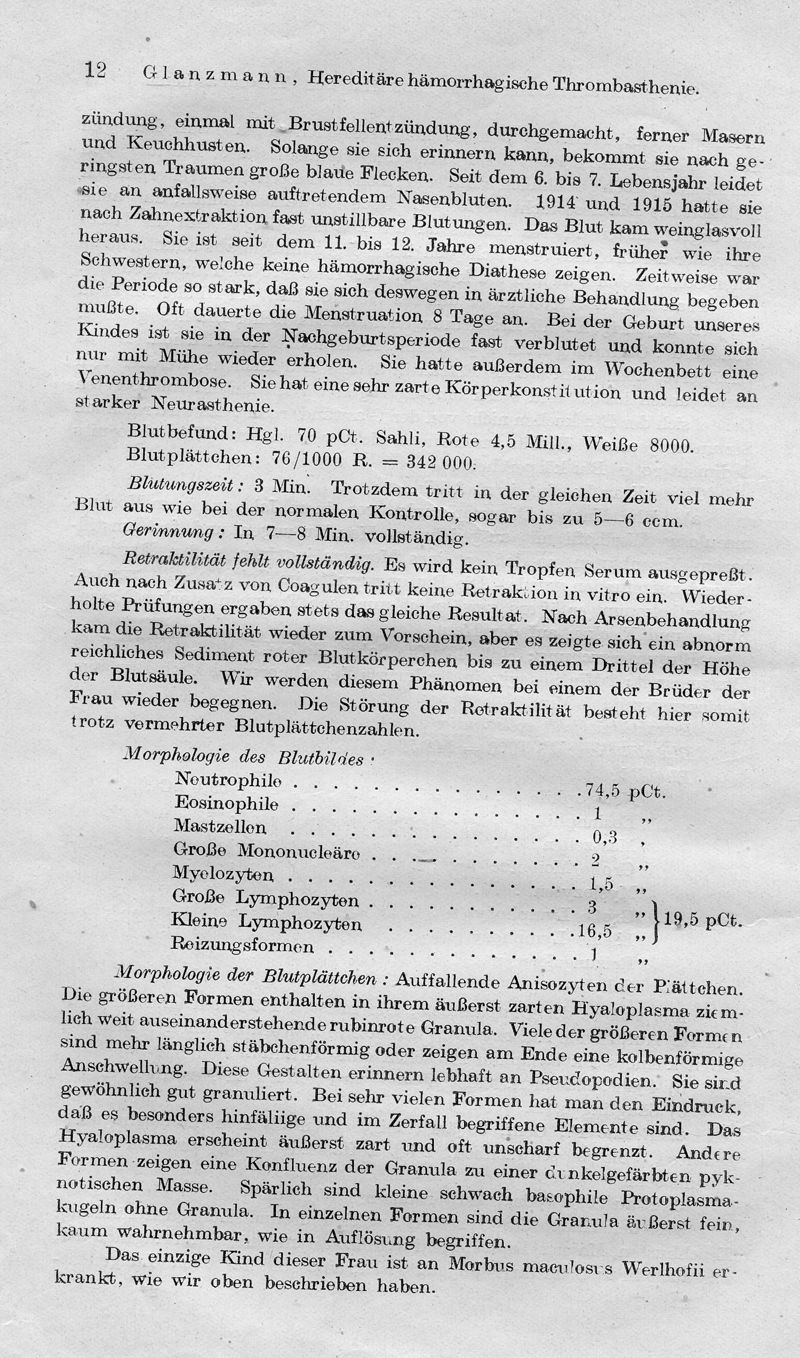 12 Glanzmann, Hereditäre hämorrhagische Thrombasthenie.
zündung, einmal mit Brustfellentzündung, durchgemacht, ferner Masern
und Keuchhusten. Solange sie sich erinnern kann, bekommt sie nach ge-
ringsten Traumen große blaue Flecken. Seit dem 6. bis 7. Lebensjahr leidet
sie an anfallsweise auftretendem Nasenbluten. 1914 und 1915 hatte sie
nach Zahnextraktion fast unstillbare Blutungen. Das Blut kam weinglasvoll
heraus. Sie ist seit dem 11. bis 12. Jahre menstruiert, früher wie ihre
Schwestern, welche keine hämorrhagische Diathese zeigen. Zeitweise war
die Periode so stark, daß sie sich deswegen in ärztliche Behandlung begeben
mußte. Oft dauerte die Menstruation 8 Tage an. Bei der Geburt unseres
Kindes ist sie in der Nachgeburtsperiode fast verblutet und konnte sich
nur mit Mühe wieder erholen. Sie hatte außerdem im Wochenbett eine
Venenthrombose. Sie hat eine sehr zarte Körperkonstitution und leidet an
starker Neurasthenie.
Blutbefund: Hgl. 70 pCt. Sahli, Rote 4,5 Mill., Weiße 8000.
Blutplättchen: 76/1000 R. = 342 000.
Blutungszeit: 3 Min. Trotzdem tritt in der gleichen Zeit viel mehr
Blut aus wie bei der normalen Kontrolle, sogar bis zu 5—6 ccm.
Gerinnung: In 7—8 Min. vollständig.
Retraktilität fehlt vollständig. Es wird kein Tropfen Serum ausgepreßt.
Auch nach Zusatz von Coagulen tritt keine Retraktion in vitro ein. Wieder-
holte Prüfungen ergaben stets das gleiche Resultat. Nach Arsenbehandlung
kam die Retraktilität wieder zum Vorschein, aber es zeigte sich ein abnorm
reichliches Sediment roter Blutkörperchen bis zu einem Drittel der Höhe
der Blutsäule. Wir werden diesem Phänomen bei einem der Brüder der
Frau wieder begegnen. Die Störung der Retraktilität besteht hier somit
trotz vermehrter Blutplättchenzahlen.
Morphologie des Blutbildes:
Neutrophile . . . . . . . . . . . . . . . 74,5 pCt.
Eosinophile . . . . . . . . . . . . . . . 1 „
Mastzellen . . . . . . . . . . . . . . . 0,3 „
Große Mononucleäre . . . . . . . . . . . 2 „
Myelozyten . . . . . . . . . . . . . . . 1,5 „
Große Lymphozyten . . . . . . . . . . . 3 „ } 19,5 pCt.
Kleine Lymphozyten . . . . . . . . . . 16,5 „
Reizungsformen . . . . . . . . . . . . . 1 „
Morphologie der Blutplättchen: Auffallende Anisozyten der Plättchen.
Die größeren Formen enthalten in ihrem äußerst zarten Hyaloplasma ziem-
lich weit auseinanderstehende rubinrote Granula. Viele der größeren Formen
sind mehr länglich stäbchenförmig oder zeigen am Ende eine kolbenförmige
Anschwellung. Diese Gestalten erinnern lebhaft an Pseudopodien. Sie sind
gewöhnlich gut granuliert. Bei sehr vielen Formen hat man den Eindruck,
daß es besonders hinfällige und im Zerfall begriffene Elemente sind. Das
Hyaloplasma erscheint äußerst zart und oft unscharf begrenzt. Andere
Formen zeigen eine Konfluenz der Granula zu einer dunkelgefärbten pyk-
notischen Masse. Spärlich sind kleine schwach basophile Protoplasma-
kugeln ohne Granula. In einzelnen Formen sind die Granula äußerst fein,
kaum wahrnehmbar, wie in Auflösung begriffen.
Das einzige Kind dieser Frau ist an Morbus maculosus Werlhofii er-
krankt, wie wir oben beschrieben haben.